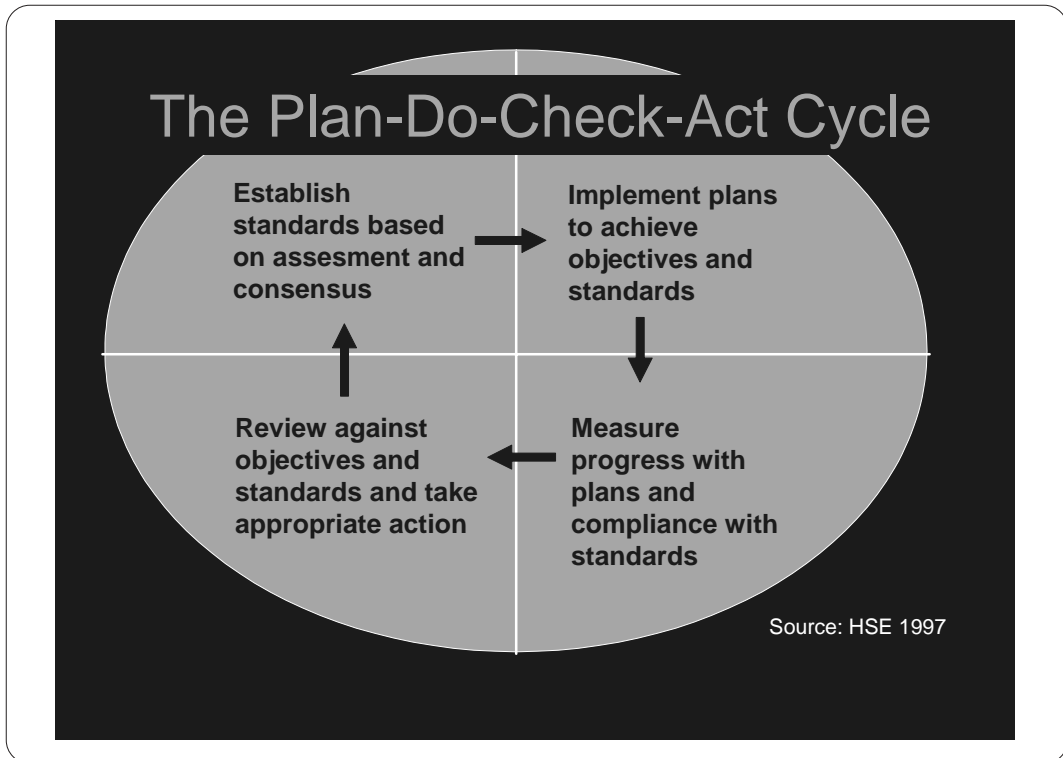 The Plan-Do-Check-Act Cycle
Establish
standards based
on assesment and
consensus
Implement plans
to achieve
objectives and
standards
Measure
progress with
plans and
compliance with
standards
Review against
objectives and
standards and take
appropriate action
Source: HSE 1997